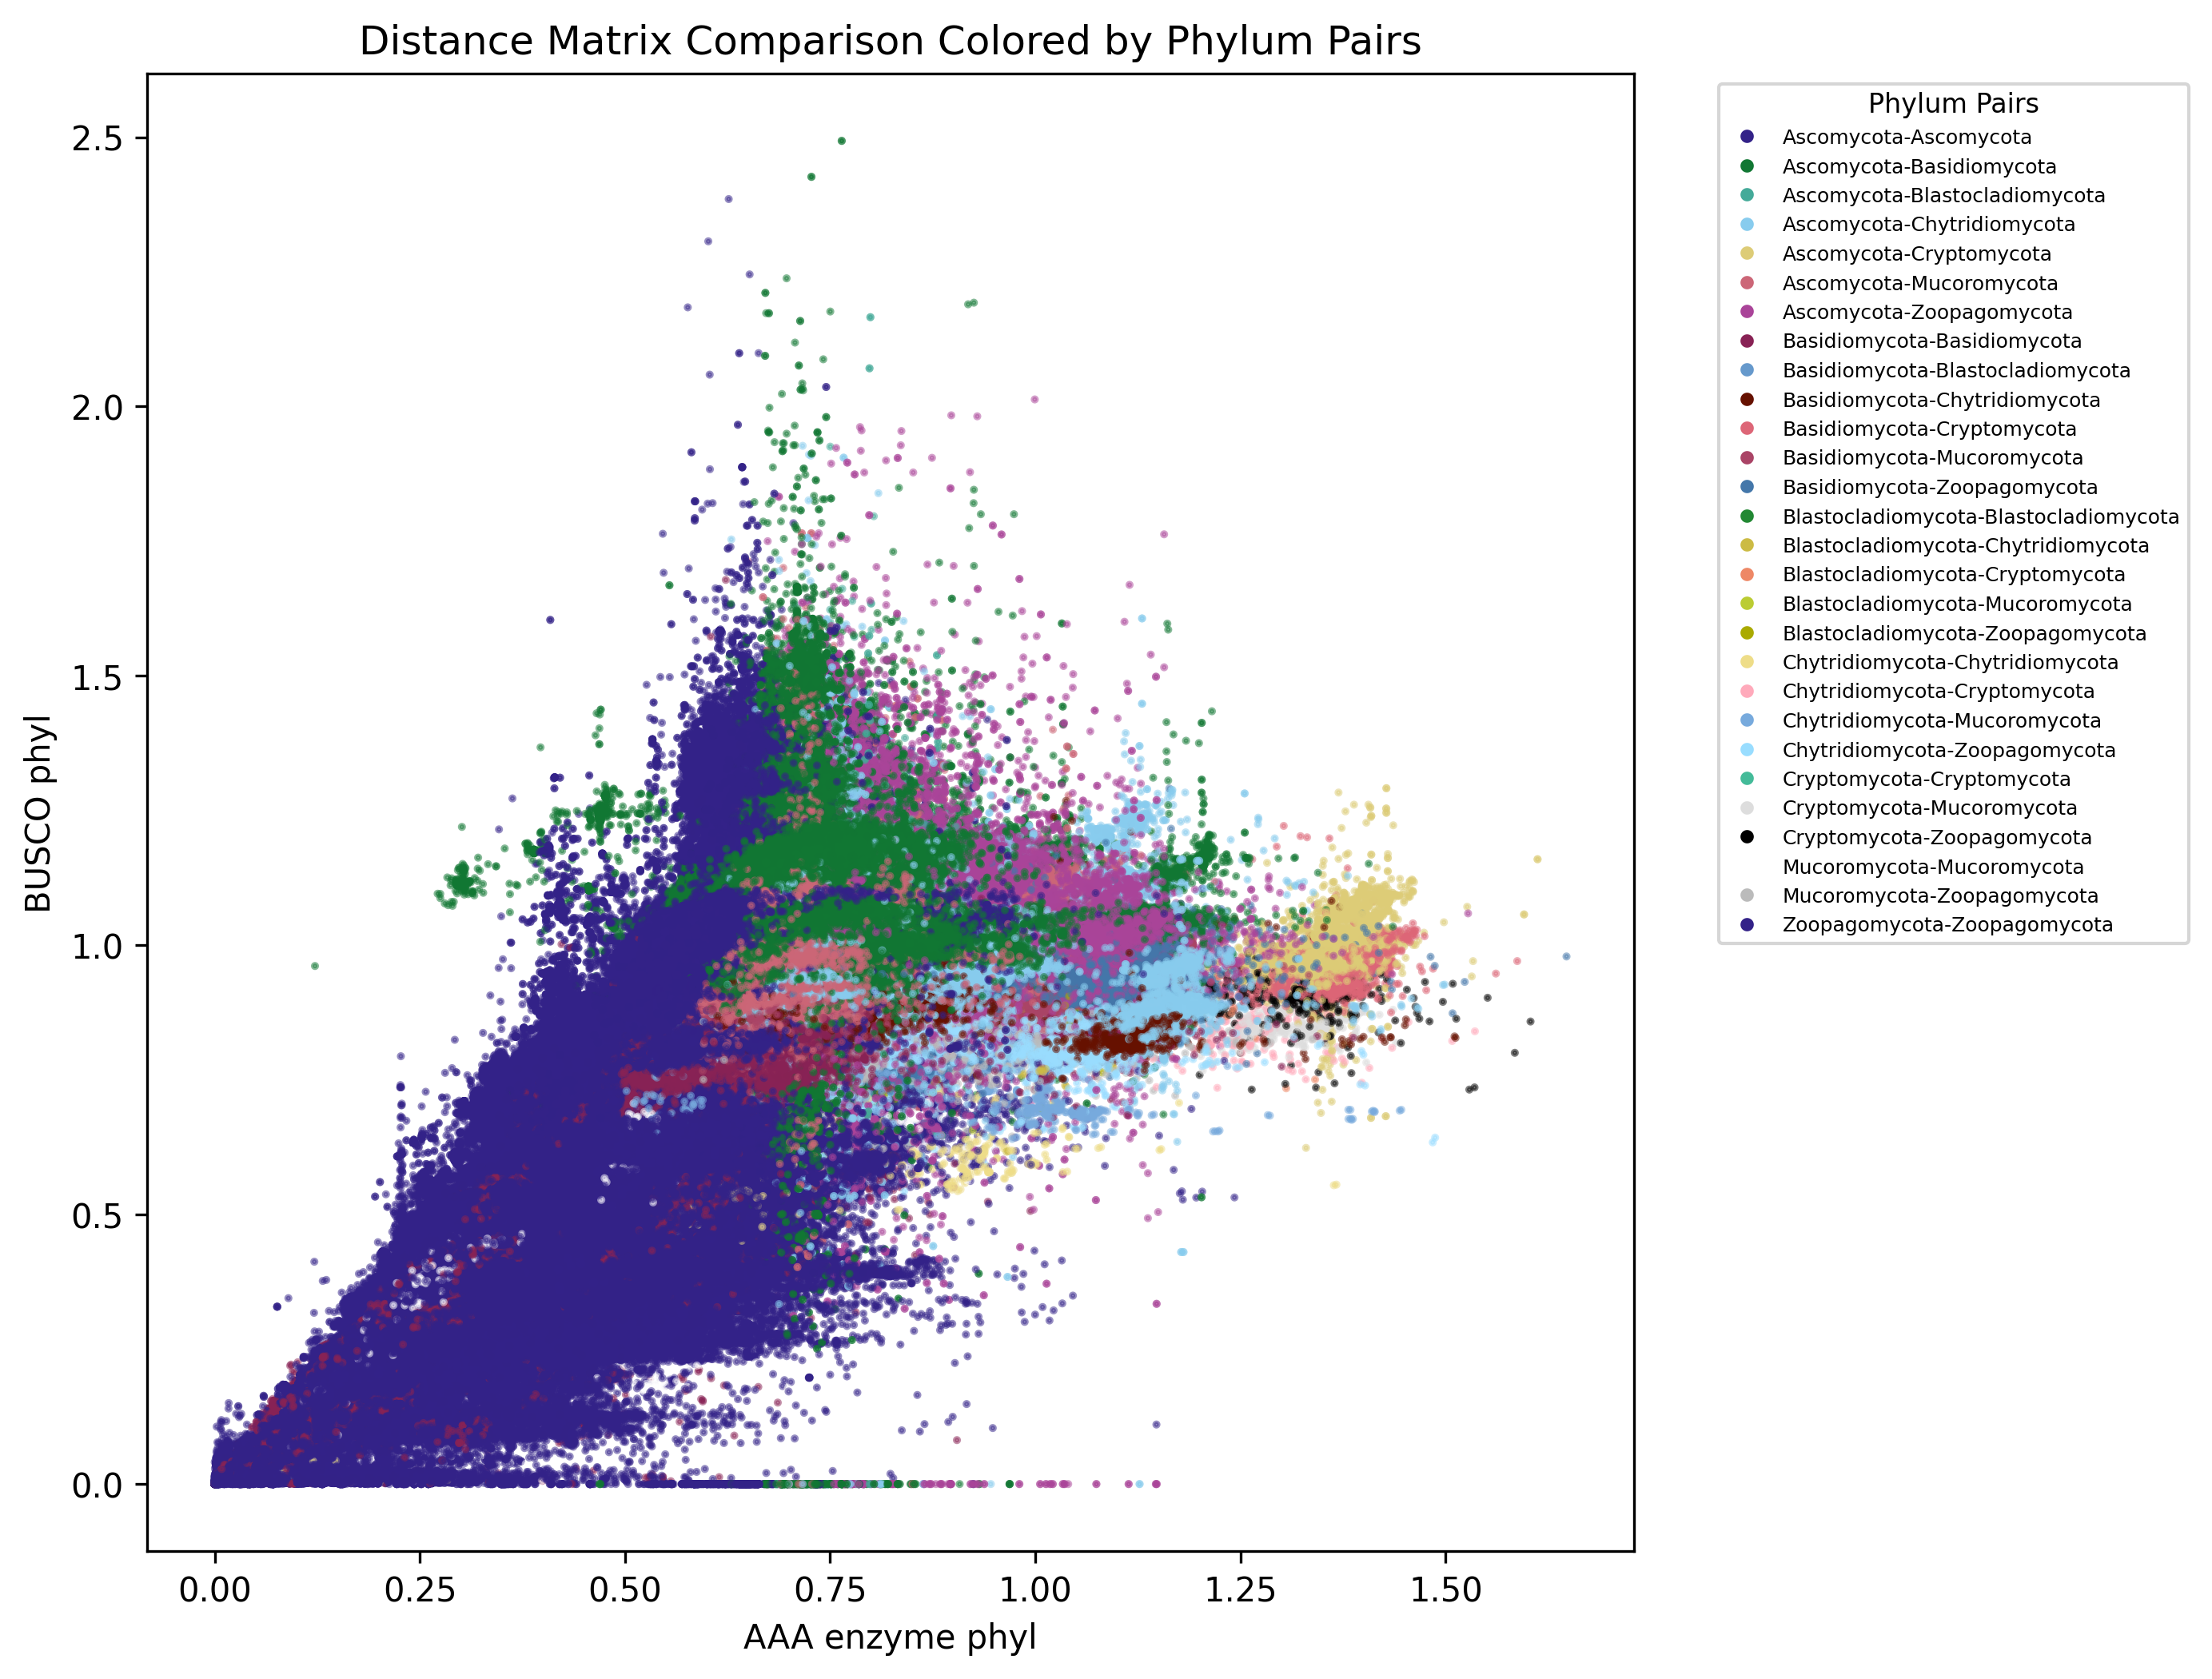 Distance Matrix Comparison Colored by Phylum Pairs
2.5
2.0
1.5
1.0
0.5
0.0
BUSCO phyl
0.00 0.25 0.50 0.75 1.00 1.25 1.50
AAA enzyme phyl
Phylum Pairs
Ascomycota-Ascomycota
Ascomycota-Basidiomycota
Ascomycota-Blastocladiomycota
Ascomycota-Chytridiomycota
Ascomycota-Cryptomycota
Ascomycota-Mucoromycota
Ascomycota-Zoopagomycota
Basidiomycota-Basidiomycota
Basidiomycota-Blastocladiomycota
Basidiomycota-Chytridiomycota
Basidiomycota-Cryptomycota
Basidiomycota-Mucoromycota
Basidiomycota-Zoopagomycota
Blastocladiomycota-Blastocladiomycota
Blastocladiomycota-Chytridiomycota
Blastocladiomycota-Cryptomycota
Blastocladiomycota-Mucoromycota
Blastocladiomycota-Zoopagomycota
Chytridiomycota-Chytridiomycota
Chytridiomycota-Cryptomycota
Chytridiomycota-Mucoromycota
Chytridiomycota-Zoopagomycota
Cryptomycota-Cryptomycota
Cryptomycota-Mucoromycota
Cryptomycota-Zoopagomycota
Mucoromycota-Mucoromycota
Mucoromycota-Zoopagomycota
Zoopagomycota-Zoopagomycota